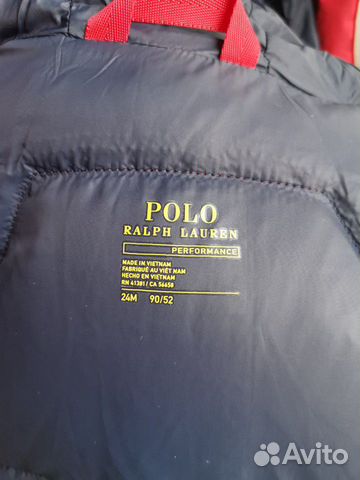 POLO
RALPH LAUREN
PERFORMANCE
MADE IN VIETNAM
FABRIQUÉ AU VIÊT NAM
HECHO EN VIETNAM
RN 41381 / CA 56658
24M 90/52
Avito